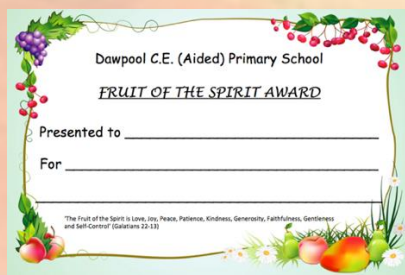 Dawpool C.E. (Aided) Primary School
FRUIT OF THE SPIRIT AWARD
Presented to
For
'The Fruit of the Spirit is Love, Joy, Peace, Patience, Kindness, Generosity, Faithfulness, Gentleness
and Self-Control' (Galatians 22-13)